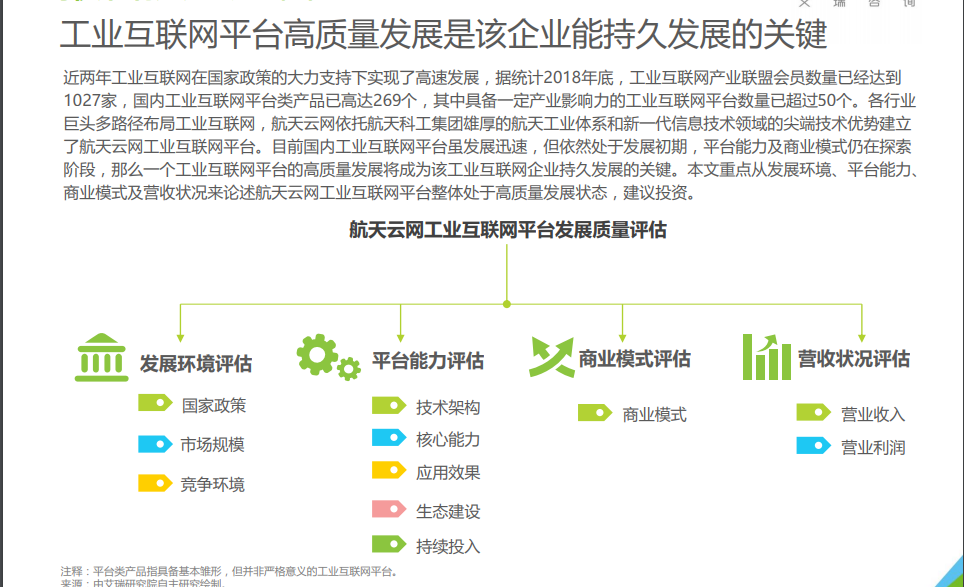 艾 瑞 咨 询
工业互联网平台高质量发展是该企业能持久发展的关键
近两年工业互联网在国家政策的大力支持下实现了高速发展，据统计2018年底，工业互联网产业联盟会员数量已经达到
1027家，国内工业互联网平台类产品已高达269个，其中具备一定产业影响力的工业互联网平台数量已超过50个。各行业
巨头多路径布局工业互联网，航天云网依托航天科工集团雄厚的航天工业体系和新一代信息技术领域的尖端技术优势建立
了航天云网工业互联网平台。目前国内工业互联网平台虽发展迅速，但依然处于发展初期，平台能力及商业模式仍在探索
阶段，那么一个工业互联网平台的高质量发展将成为该工业互联网企业持久发展的关键。本文重点从发展环境、平台能力、
商业模式及营收状况来论述航天云网工业互联网平台整体处于高质量发展状态，建议投资。
航天云网工业互联网平台发展质量评估
发展环境评估
国家政策
市场规模
竞争环境
平台能力评估
技术架构
核心能力
应用效果
生态建设
持续投入
商业模式评估
商业模式
营收状况评估
营业收入
营业利润
注释：平台类产品指具备基本雏形，但并非严格意义的工业互联网平台。
来源：由艾瑞研究院自主研究绘制。